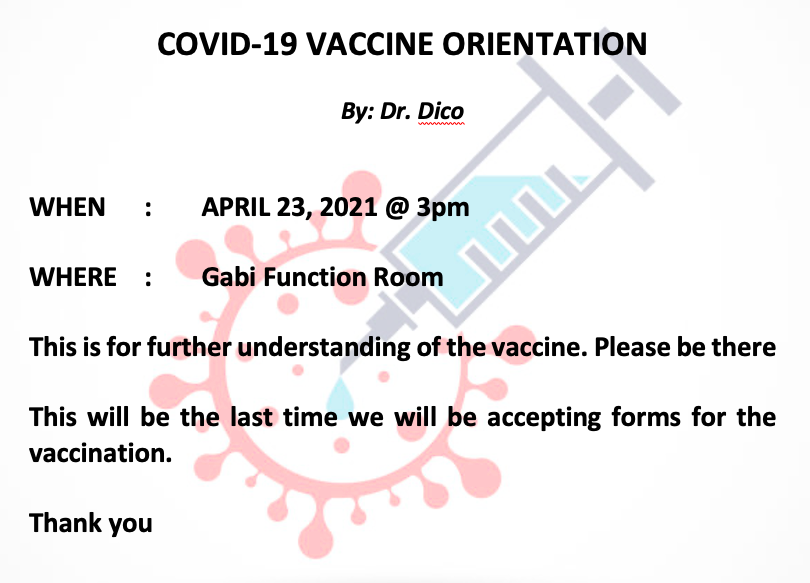 COVID-19 VACCINE ORIENTATION
By: Dr. Dico
WHEN : APRIL 23, 2021 @ 3pm
WHERE : Gabi Function Room
This is for further understanding of the vaccine. Please be there
This will be the last time we will be accepting forms for the
vaccination.
Thank you